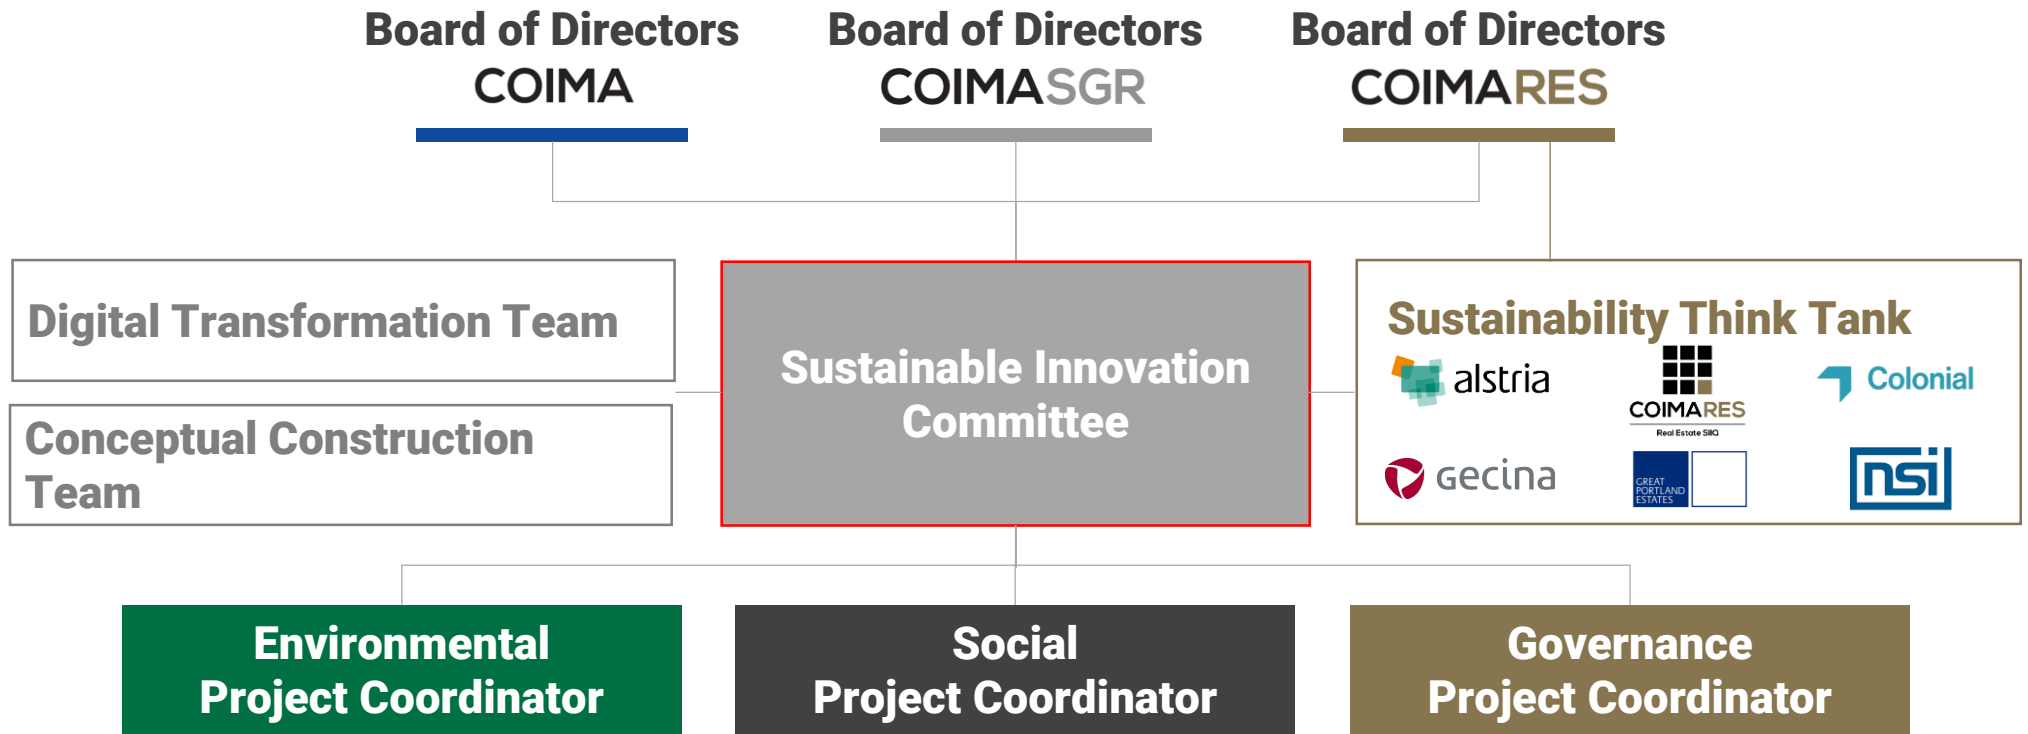 Board of Directors
COIMA
Board of Directors
COIMASGR
Board of Directors
COIMARES
Digital Transformation Team
Conceptual Construction
Team
Sustainable Innovation
Committee
Sustainability Think Tank
alstria
COIMARES
Real Estate SIIQ
Colonial
gecina
GREAT
PORTLAND
ESTATES
nsi
Environmental
Project Coordinator
Social
Project Coordinator
Governance
Project Coordinator